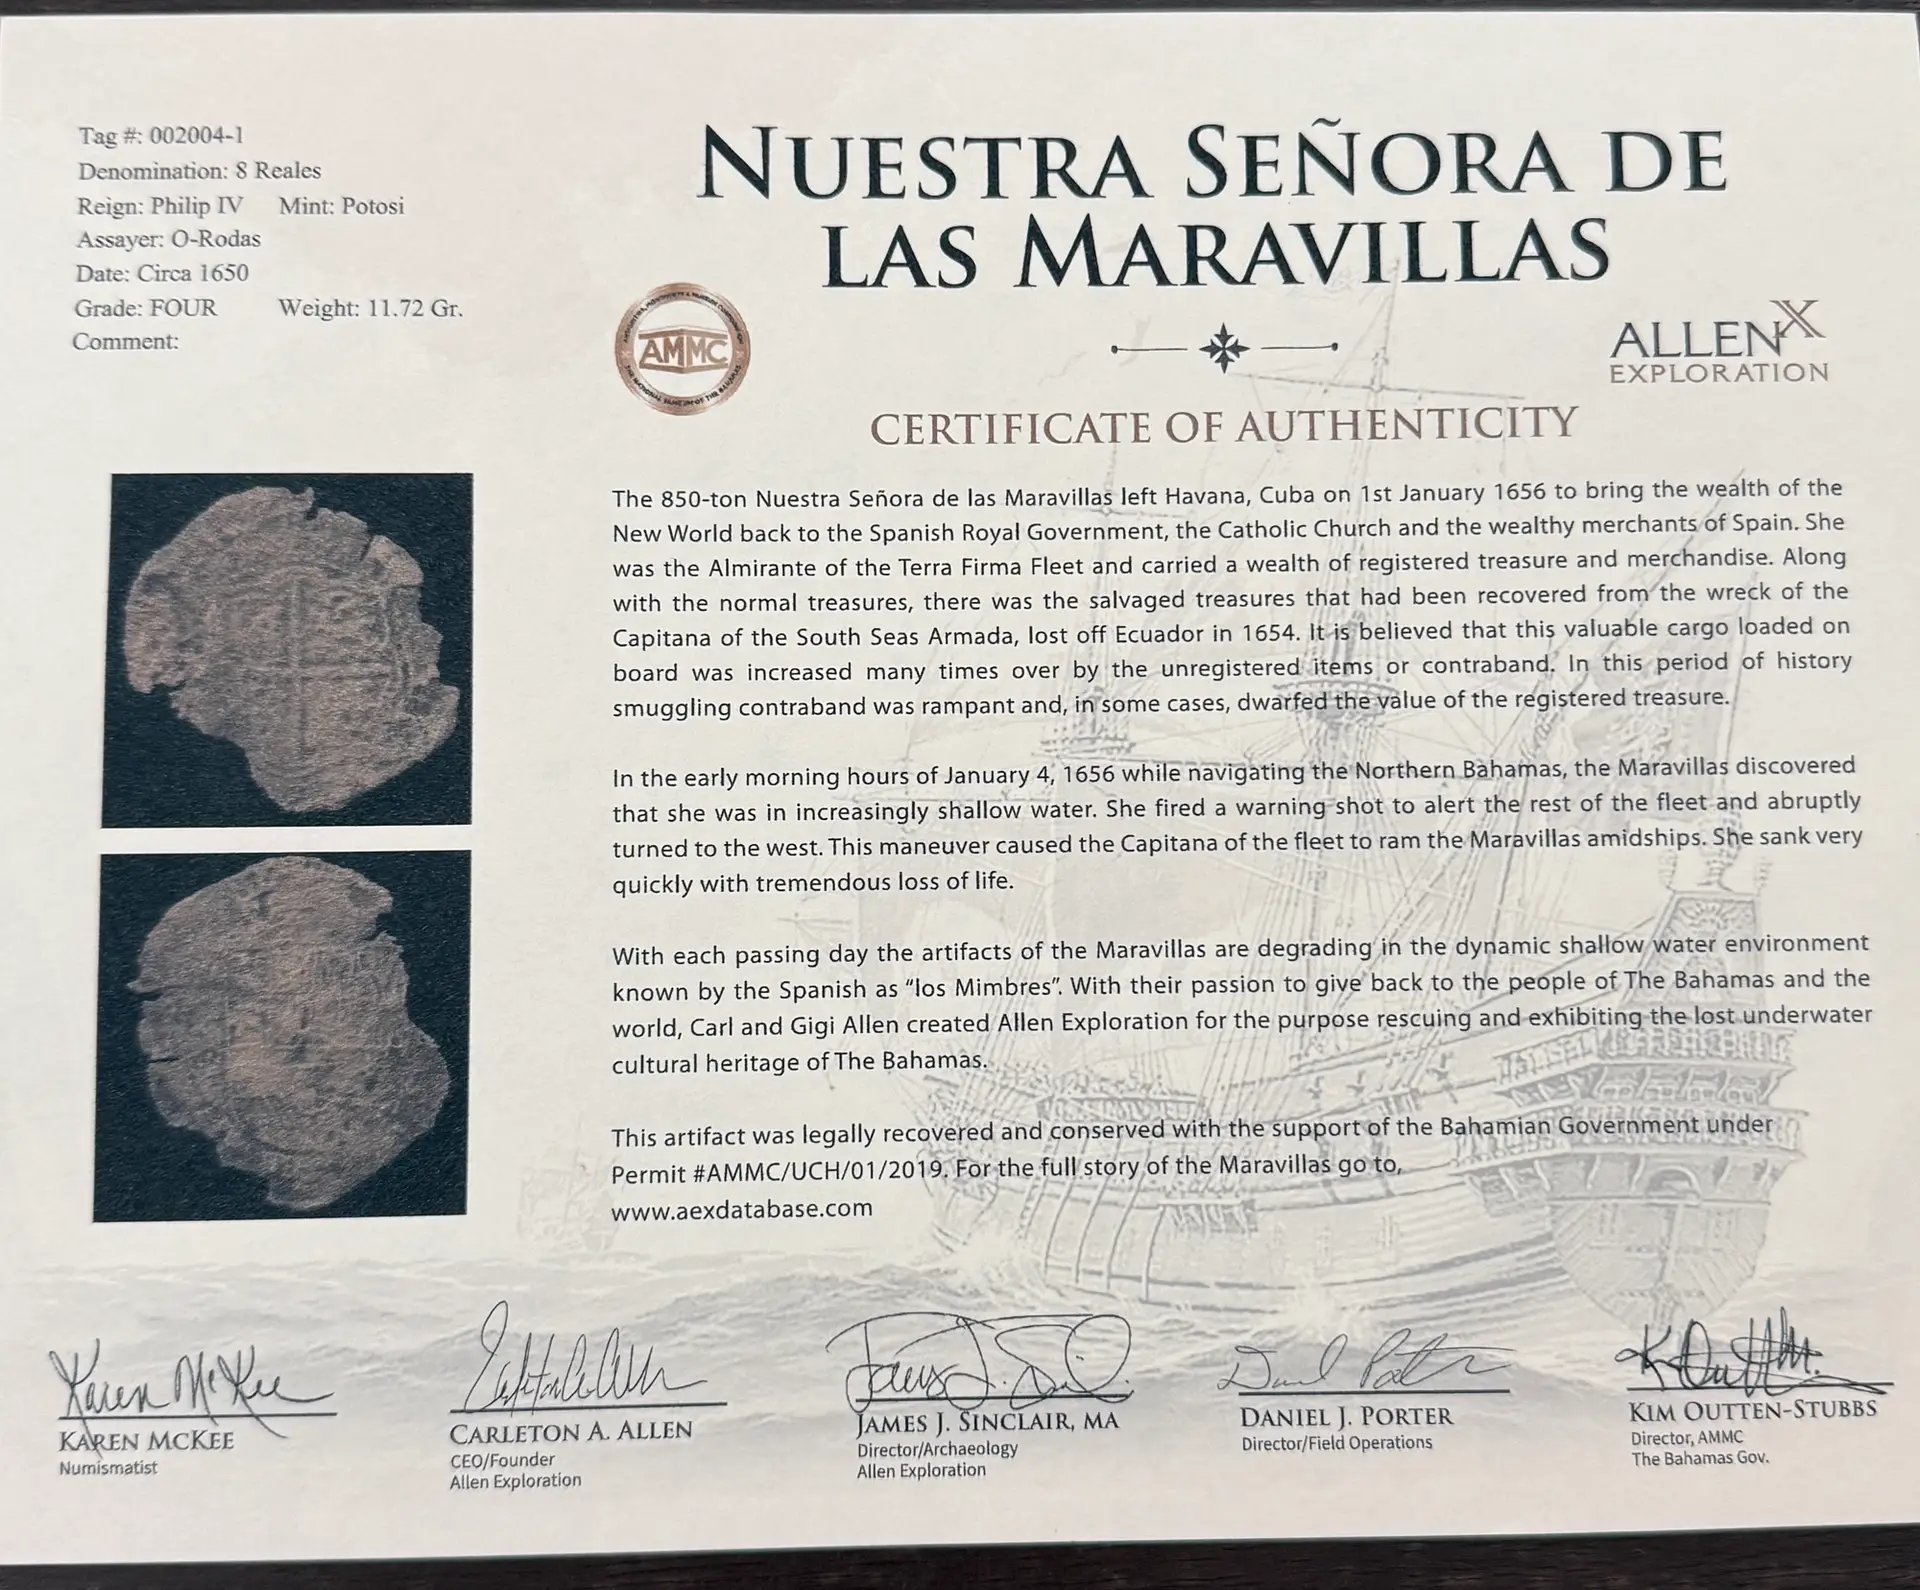 Tag #: 002004-1
Denomination: 8 Reales
Reign: Philip IV Mint: Potosi
Assayer: O-Rodas
Date: Circa 1650
Grade: FOUR Weight: 11.72 Gr.
Comment:
NUESTRA SEÑORA DE
LAS MARAVILLAS
AMMC
ALLENX
EXPLORATION
CERTIFICATE OF AUTHENTICITY
The 850-ton Nuestra Señora de las Maravillas left Havana, Cuba on 1st January 1656 to bring the wealth of the
New World back to the Spanish Royal Government, the Catholic Church and the wealthy merchants of Spain. She
was the Almirante of the Terra Firma Fleet and carried a wealth of registered treasure and merchandise. Along
with the normal treasures, there was the salvaged treasures that had been recovered from the wreck of the
Capitana of the South Seas Armada, lost off Ecuador in 1654. It is believed that this valuable cargo loaded on
board was increased many times over by the unregistered items or contraband. In this period of history
smuggling contraband was rampant and, in some cases, dwarfed the value of the registered treasure.
In the early morning hours of January 4, 1656 while navigating the Northern Bahamas, the Maravillas discovered
that she was in increasingly shallow water. She fired a warning shot to alert the rest of the fleet and abruptly
turned to the west. This maneuver caused the Capitana of the fleet to ram the Maravillas amidships. She sank very
quickly with tremendous loss of life.
With each passing day the artifacts of the Maravillas are degrading in the dynamic shallow water environment
known by the Spanish as “los Mimbres”. With their passion to give back to the people of The Bahamas and the
world, Carl and Gigi Allen created Allen Exploration for the purpose rescuing and exhibiting the lost underwater
cultural heritage of The Bahamas.
This artifact was legally recovered and conserved with the support of the Bahamian Government under
Permit #AMMC/UCH/01/2019. For the full story of the Maravillas go to,
www.aexdatabase.com
Karen McKee
KAREN MCKEE
Numismatist
CARLETON A. ALLEN
CEO/Founder
Allen Exploration
JAMES J. SINCLAIR, MA
Director/Archaeology
Allen Exploration
DANIEL J. PORTER
Director/Field Operations
KIM OUTTEN-STUBBS
Director, AMMC
The Bahamas Gov.